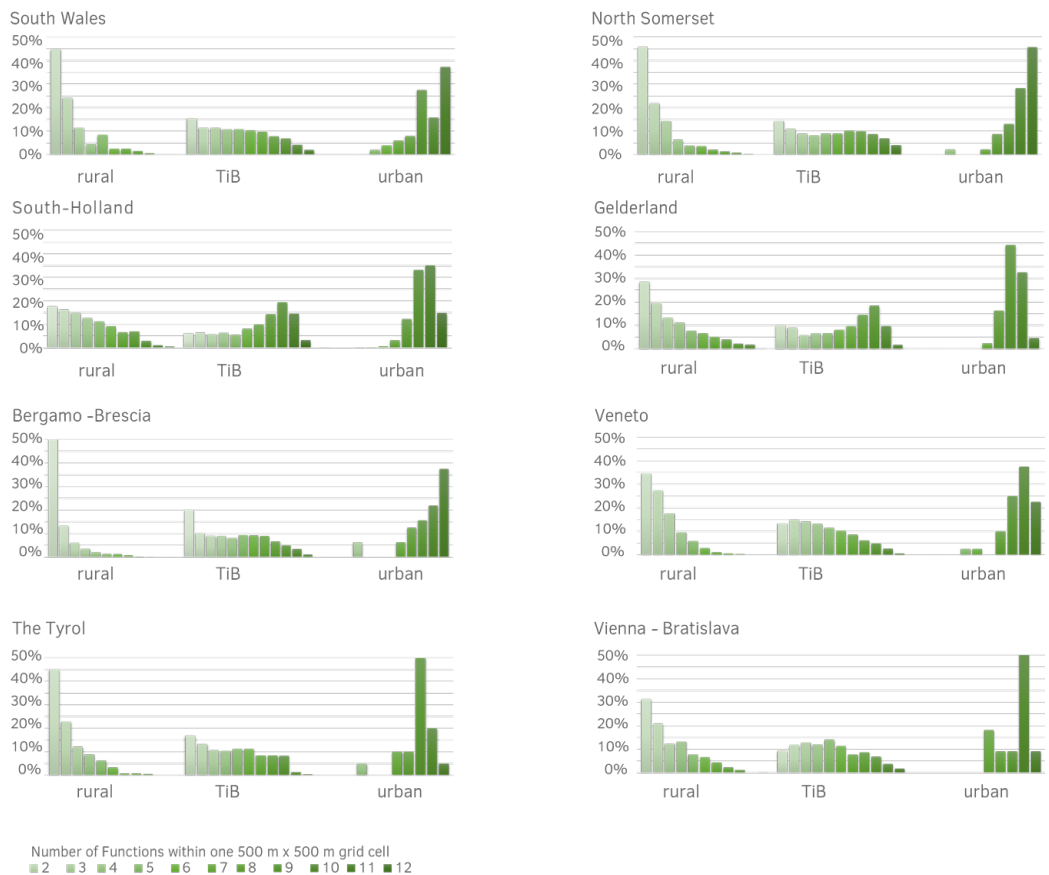 South Wales
50%
40%
30%
20%
10%
0%
rural TiB urban
North Somerset
50%
40%
30%
20%
10%
0%
rural TiB urban
South-Holland
50%
40%
30%
20%
10%
0%
rural TiB urban
Gelderland
50%
40%
30%
20%
10%
0%
rural TiB urban
Bergamo -Brescia
50%
40%
30%
20%
10%
0%
rural TiB urban
Veneto
50%
40%
30%
20%
10%
0%
rural TiB urban
The Tyrol
50%
40%
30%
20%
10%
0%
rural TiB urban
Vienna - Bratislava
50%
40%
30%
20%
10%
0%
rural TiB urban
Number of Functions within one 500 m x 500 m grid cell
2 3 4 5 6 7 8 9 10 11 12